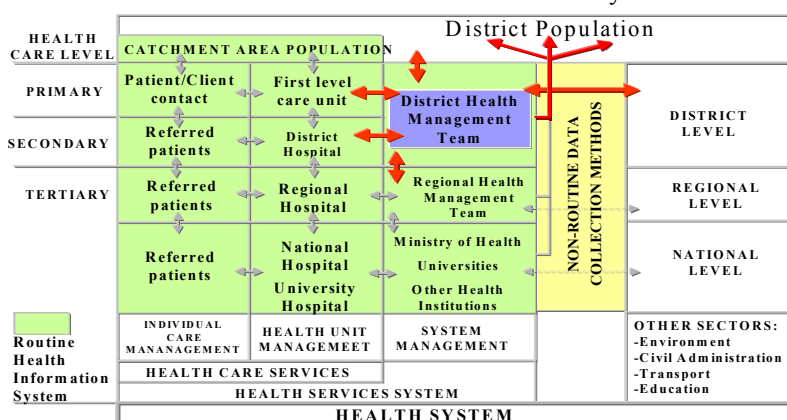 District Population
HEALTH
CARE LEVEL
CATCHMENT AREA POPULATION
PRIMARY
Patient/Client
contact
First level
care unit
District Health
Management
Team
DISTRICT
LEVEL
SECONDARY
Referred
patients
District
Hospital
TERTIARY
Referred
patients
Regional
Hospital
Regional Health
Management
Team
REGIONAL
LEVEL
Referred
patients
National
Hospital
University
Hospital
Ministry of Health
Universities
Other Health
Institutions
NATIONAL
LEVEL
NON-ROUTINE DATA
COLLECTION METHODS
Routine
Health
Information
System
INDIVIDUAL
CARE
MANANAGEMENT
HEALTH UNIT
MANAGEMEET
SYSTEM
MANAGEMENT
OTHER SECTORS:
-Environment
-Civil Administration
-Transport
-Education
HEALTH CARE SERVICES
HEALTH SERVICES SYSTEM
HEALTH SYSTEM